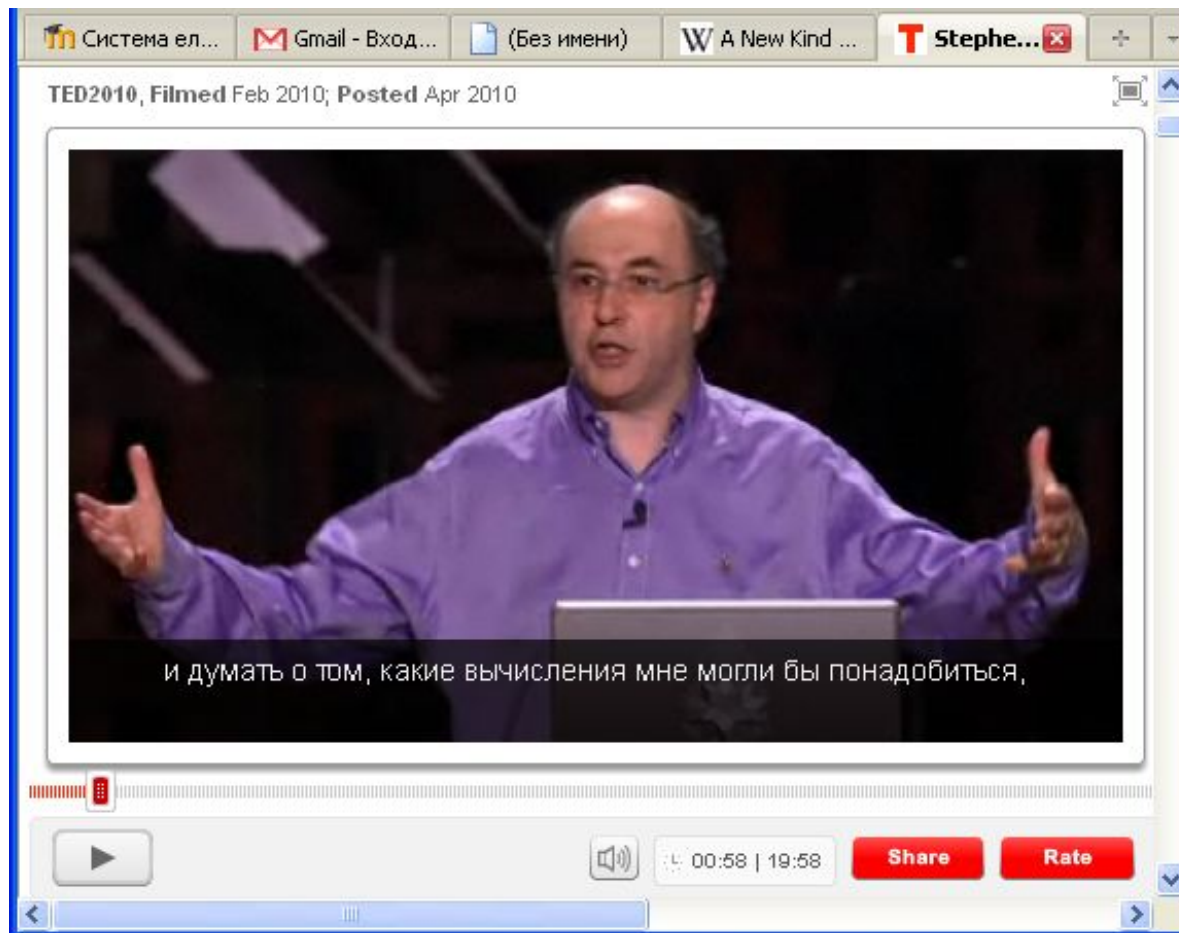 Система ел... Gmail - Вход... (Без имени) W A New Kind ... T Stephe...
TED2010, Filmed Feb 2010; Posted Apr 2010
и думать о том, какие вычисления мне могли бы понадобиться,
00:58 | 19:58 Share Rate